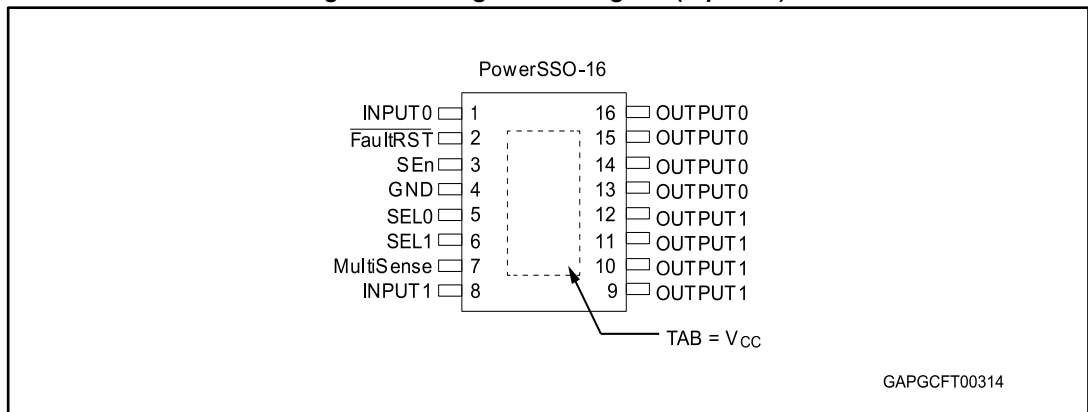 PowerSSO-16
INPUT0 1 16 OUTPUT0
FaultRST 2 15 OUTPUT0
SEn 3 14 OUTPUT0
GND 4 13 OUTPUT0
SEL0 5 12 OUTPUT1
SEL1 6 11 OUTPUT1
MultiSense 7 10 OUTPUT1
INPUT1 8 9 OUTPUT1
TAB = VCC
GAPGCFT00314